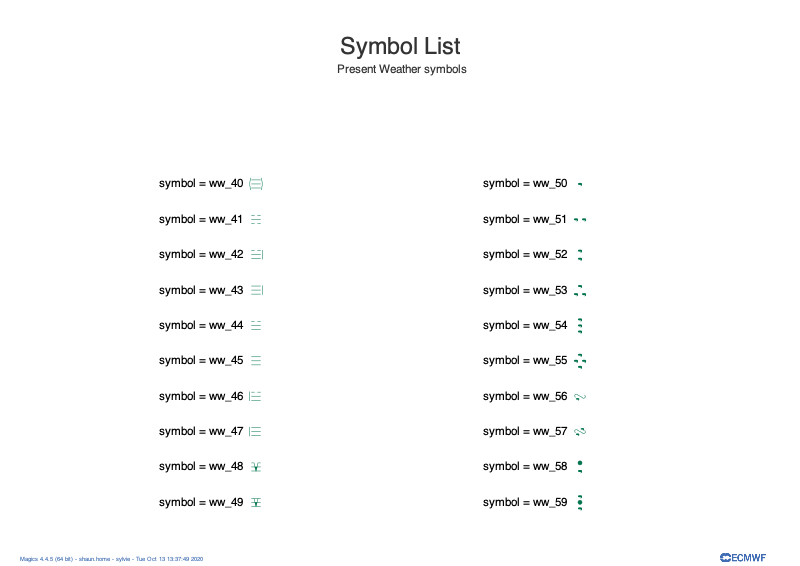 Symbol List
Present Weather symbols
symbol = ww_40
symbol = ww_41
symbol = ww_42
symbol = ww_43
symbol = ww_44
symbol = ww_45
symbol = ww_46
symbol = ww_47
symbol = ww_48
symbol = ww_49
symbol = ww_50
symbol = ww_51
symbol = ww_52
symbol = ww_53
symbol = ww_54
symbol = ww_55
symbol = ww_56
symbol = ww_57
symbol = ww_58
symbol = ww_59
Magics 4.4.5 (64 bit) - shaun.home - sylvie - Tue Oct 13 13:37:49 2020
ECMWF